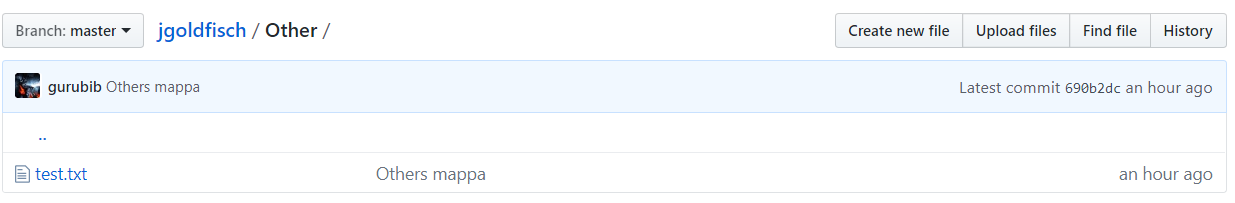 Branch: master jgoldfisch / Other / Create new file Upload files Find file History
gurubib Others mappa Latest commit 690b2dc an hour ago
..
test.txt Others mappa an hour ago